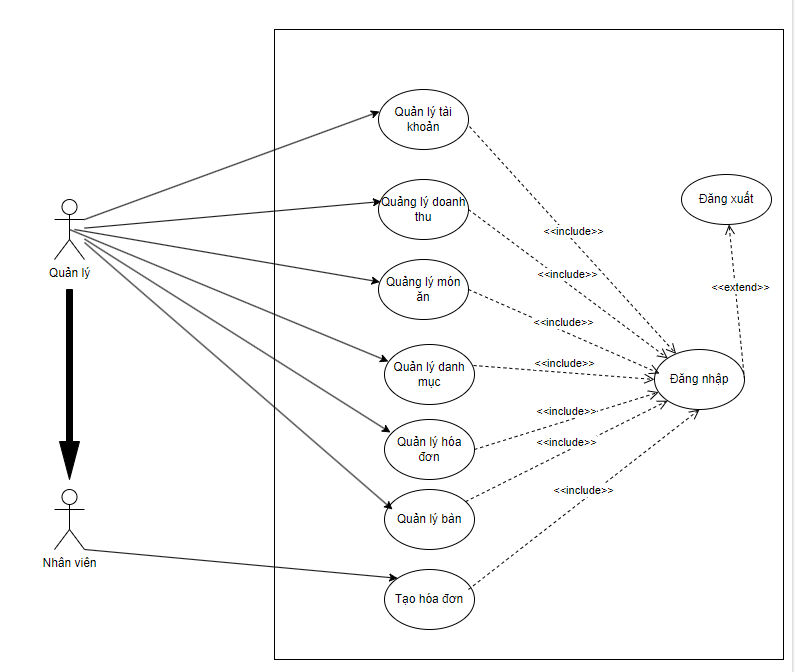 Quản lý tài
khoản
Quảng lý doanh
thu
Đăng xuất
<<include>>
<<include>>
Quản lý
Quảng lý món
ăn
<<extend>>
<<include>>
Quản lý danh
mục
<<include>>
Đăng nhập
<<include>>
Quản lý hóa
đơn
<<include>>
<<include>>
Quản lý bàn
Nhân viên
Tạo hóa đơn